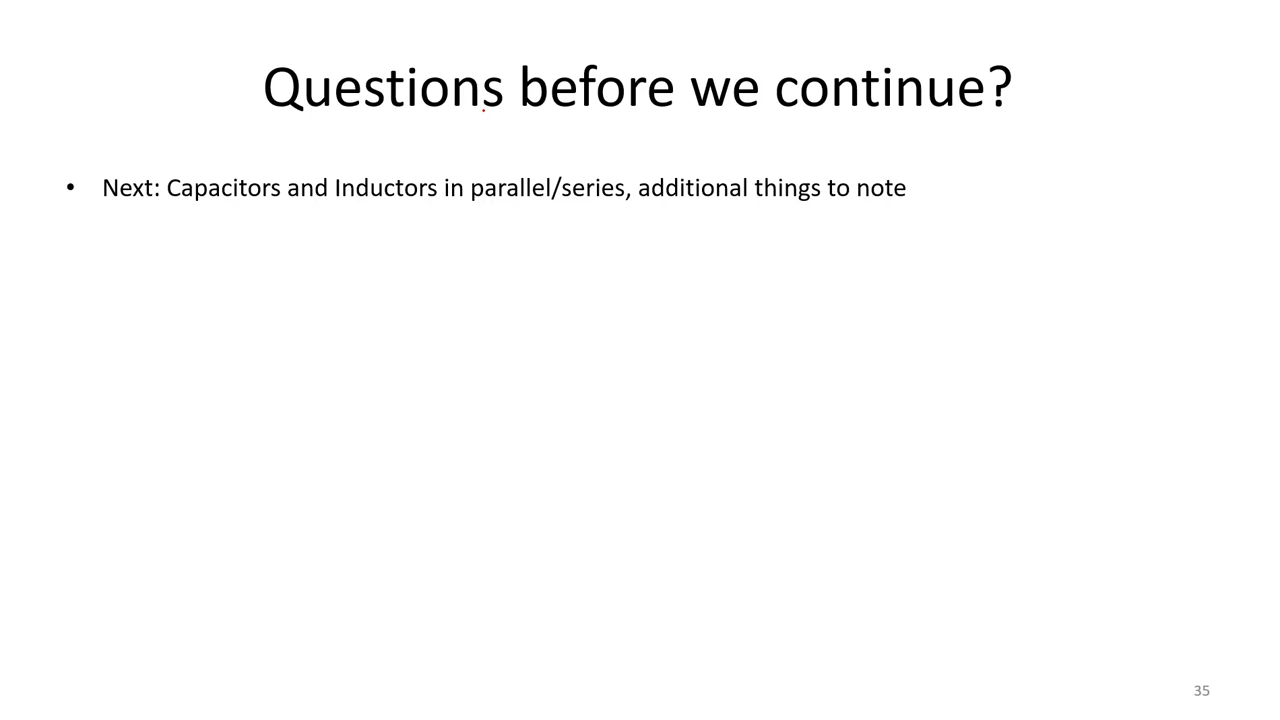 Questions before we continue?
• Next: Capacitors and Inductors in parallel/series, additional things to note
35